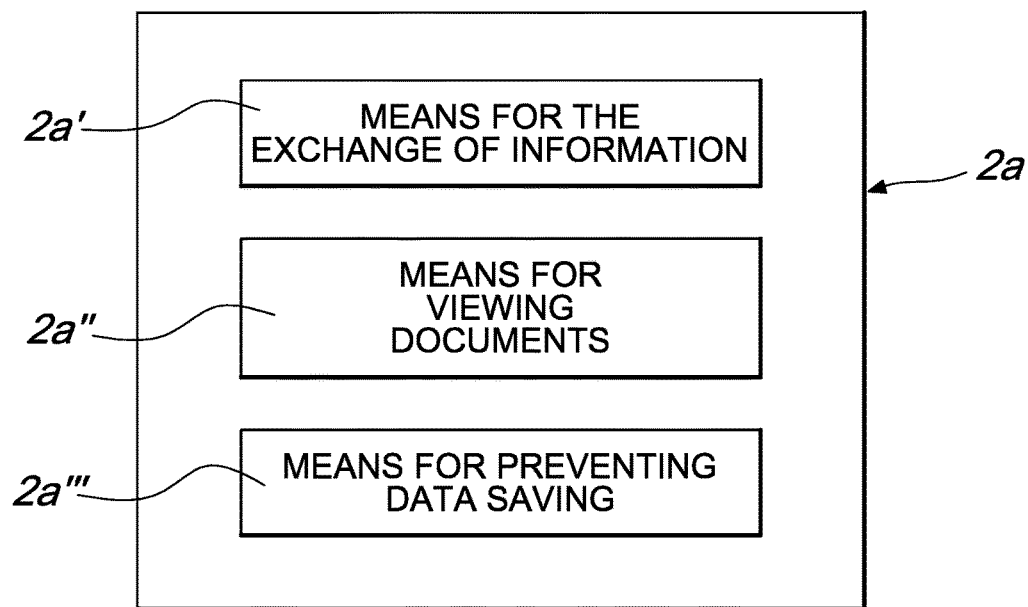 2a'
MEANS FOR THE
EXCHANGE OF INFORMATION
2a
2a"
MEANS FOR
VIEWING
DOCUMENTS
2a"'
MEANS FOR PREVENTING
DATA SAVING